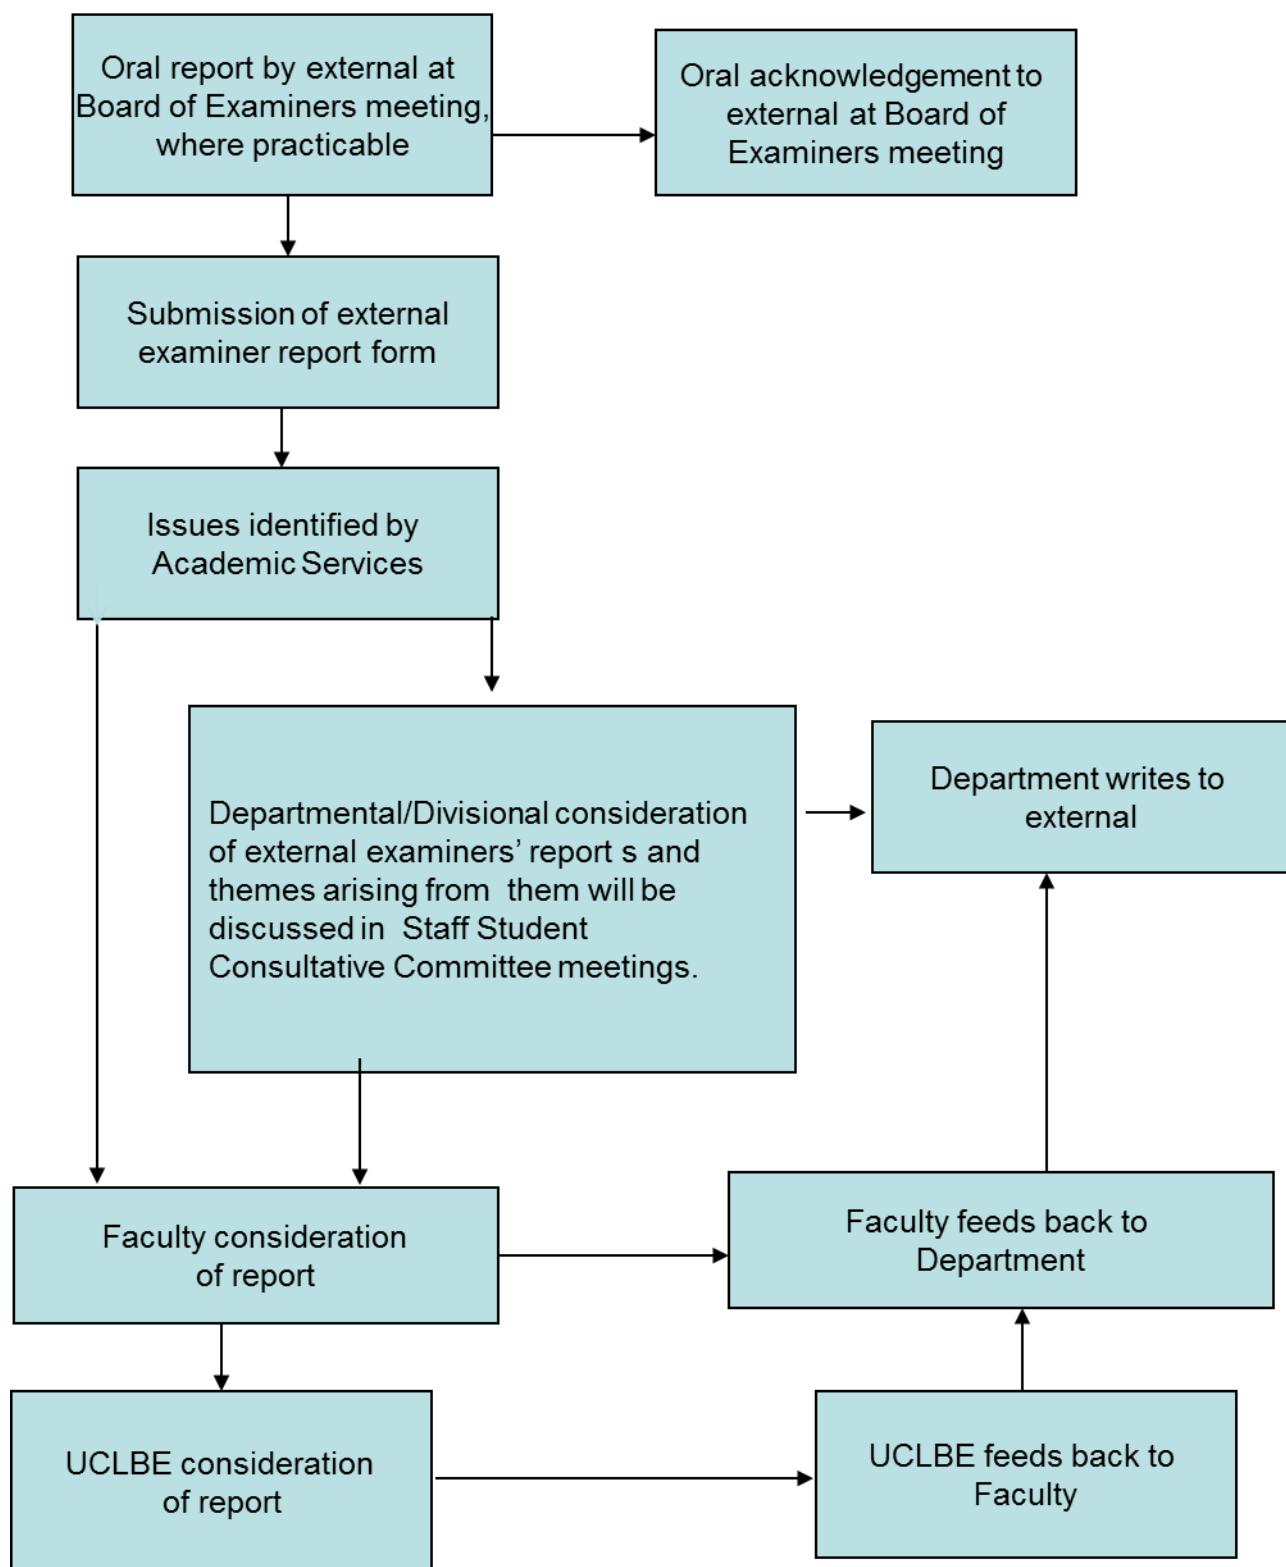 Oral report by external at
Board of Examiners meeting,
where practicable
Oral acknowledgement to
external at Board of
Examiners meeting
Submission of external
examiner report form
Issues identified by
Academic Services
Departmental/Divisional consideration
of external examiners’ report s and
themes arising from them will be
discussed in Staff Student
Consultative Committee meetings.
Department writes to
external
Faculty consideration
of report
Faculty feeds back to
Department
UCLBE consideration
of report
UCLBE feeds back to
Faculty